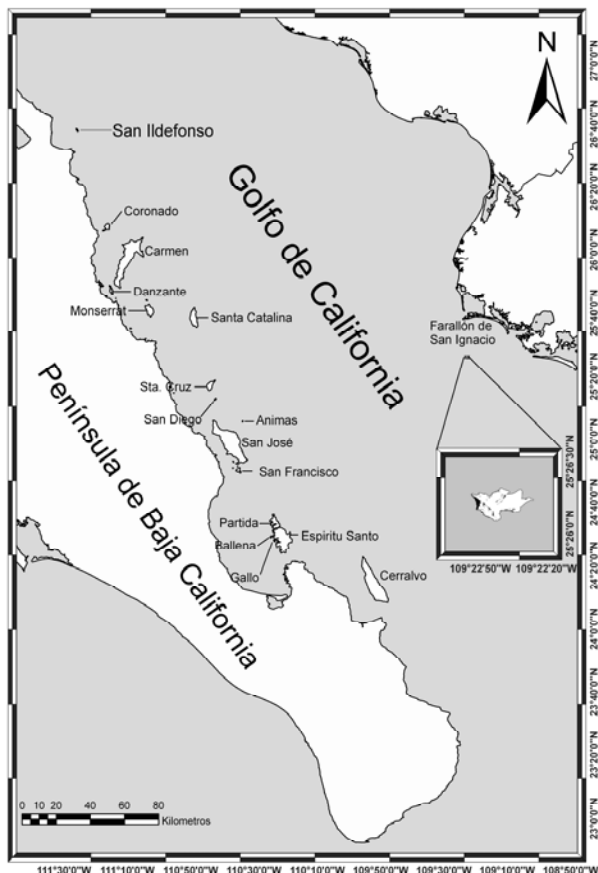 N
San Ildefonso
Golfo de California
Coronado
Carmen
Danzante
Monserrat
Santa Catalina
Farallón de
San Ignacio
Sta. Cruz
San Diego
Animas
San José
San Francisco
Península de Baja California
Partida
Espiritu Santo
Ballena
Gallo
Cerralvo
25°26'30"N
25°26'0"N
109°22'50"W 109°22'20"W
27°0'0"N
26°40'0"N
26°20'0"N
26°0'0"N
25°40'0"N
25°20'0"N
25°0'0"N
24°40'0"N
24°20'0"N
24°0'0"N
23°40'0"N
23°20'0"N
23°0'0"N
0 10 20 40 60 80
Kilometros
111°30'0"W 111°10'0"W 110°50'0"W 110°30'0"W 110°10'0"W 109°50'0"W 109°30'0"W 109°10'0"W 108°50'0"W